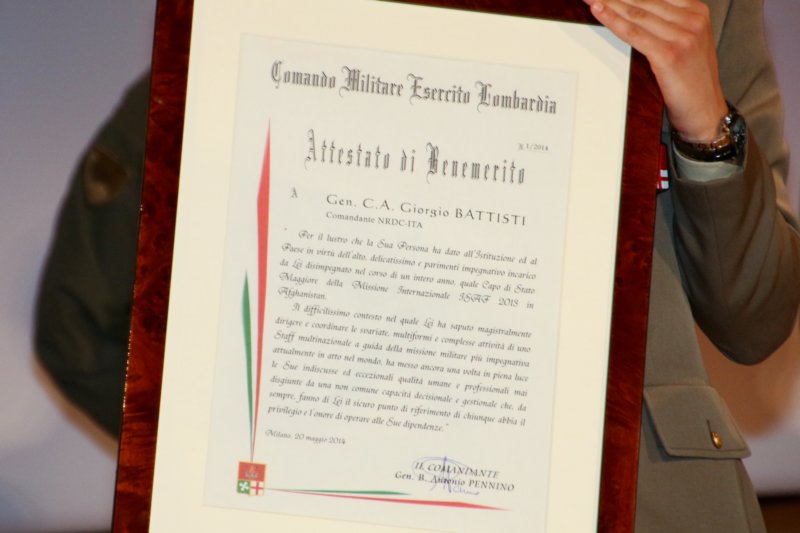 Comando Militare Esercito Lombardia
N. 1/2014
Attestato di Benemerito
A
Gen. C.A. Giorgio BATTISTI
Comandante NRDC-ITA
" Per il lustro che la Sua Persona ha dato all'Istituzione ed al
Paese in virtù dell'alto, delicatissimo e parimenti impegnativo incarico
da Lei disimpegnato nel corso di un intero anno, quale Capo di Stato
Maggiore della Missione Internazionale ISAF 2013 in
Afghanistan.
Il difficilissimo contesto nel quale Lei ha saputo magistralmente
dirigere e coordinare le svariate, multiformi e complesse attività di uno
Staff multinazionale a guida della missione militare più impegnativa
attualmente in atto nel mondo, ha messo ancora una volta in piena luce
le Sue indiscusse ed eccezionali qualità umane e professionali mai
disgiunte da una non comune capacità decisionale e gestionale che, da
sempre, fanno di Lei il sicuro punto di riferimento di chiunque abbia il
privilegio e l'onore di operare alle Sue dipendenze."
Milano, 20 maggio 2014
IL COMANDANTE
Gen. B. Antonio PENNINO